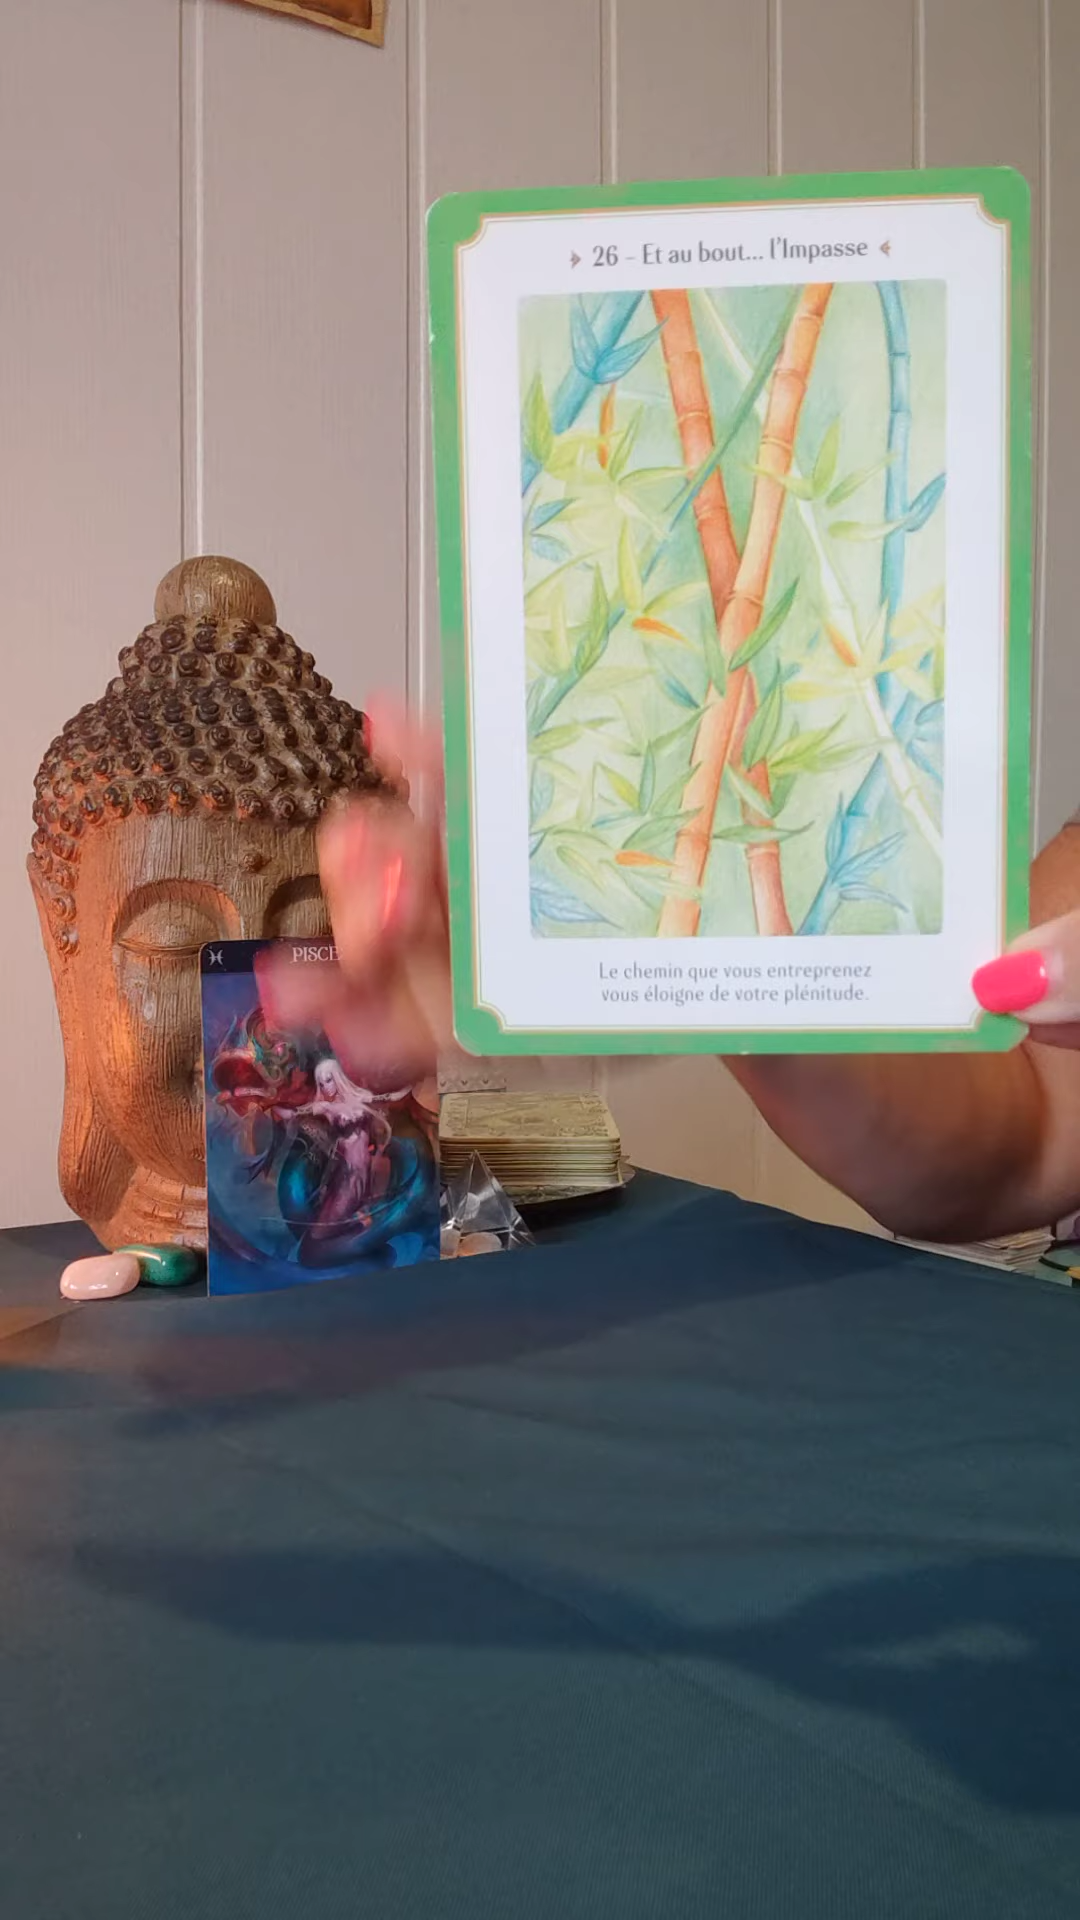 26 – Et au bout... l'Impasse
Le chemin que vous entreprenez
vous éloigne de votre plénitude.